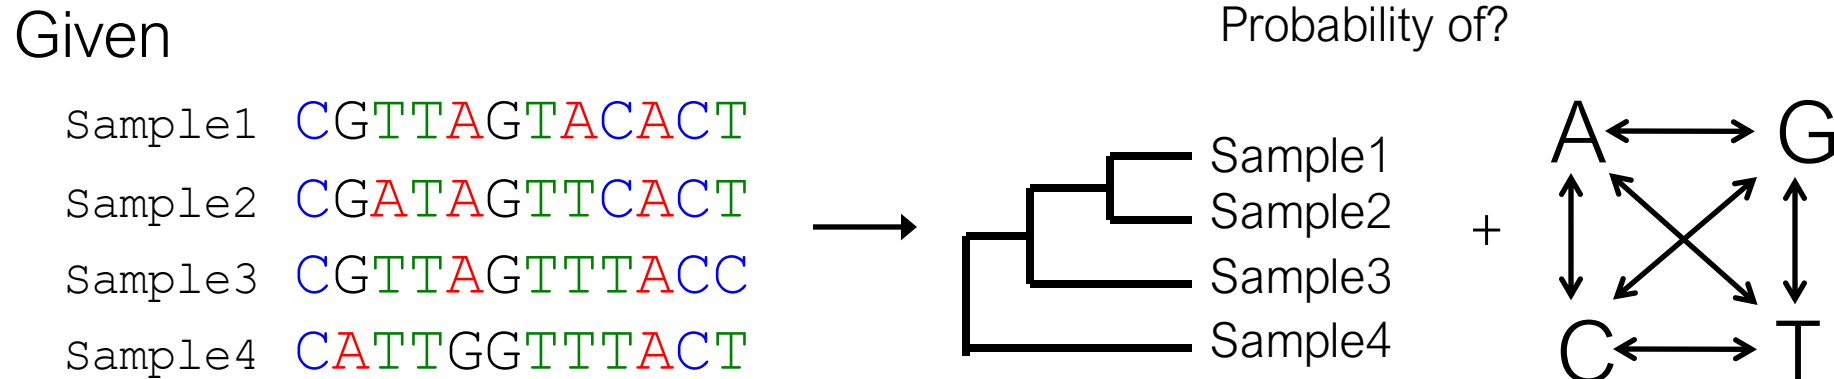 Given
Probability of?
Sample1 CGTTAGTACACT
Sample2 CGATAGTTCACT
Sample3 CGTTAGTTTACC
Sample4 CATTGGTTTACT
Sample1
Sample2
Sample3
Sample4
+
A G
C T